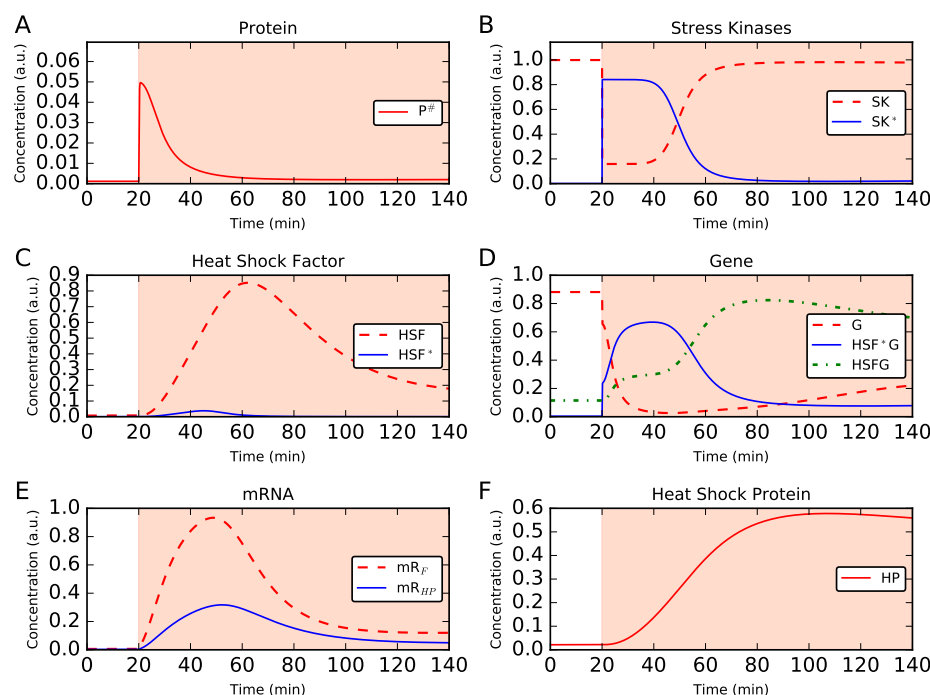 A
Protein
Concentration (a.u.)
0.06
0.05
0.04
0.03
0.02
0.01
0.00
P#
0 20 40 60 80 100 120 140
Time (min)
B
Stress Kinases
Concentration (a.u.)
1.0
0.8
0.6
0.4
0.2
0.0
SK
SK*
0 20 40 60 80 100 120 140
Time (min)
C
Heat Shock Factor
Concentration (a.u.)
0.9
0.8
0.7
0.6
0.5
0.4
0.3
0.2
0.1
0.0
HSF
HSF*
0 20 40 60 80 100 120 140
Time (min)
D
Gene
Concentration (a.u.)
1.0
0.8
0.6
0.4
0.2
0.0
G
HSF*G
HSFG
0 20 40 60 80 100 120 140
Time (min)
E
mRNA
Concentration (a.u.)
1.0
0.8
0.6
0.4
0.2
0.0
mR_F
mR_HP
0 20 40 60 80 100 120 140
Time (min)
F
Heat Shock Protein
Concentration (a.u.)
0.6
0.5
0.4
0.3
0.2
0.1
0.0
HP
0 20 40 60 80 100 120 140
Time (min)